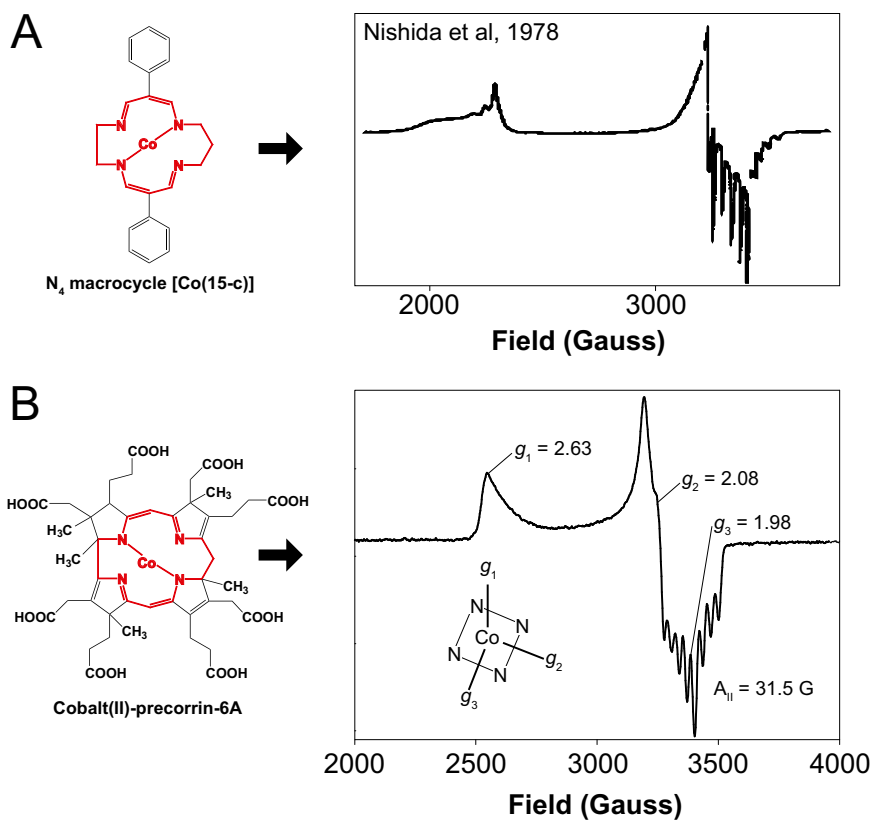 A
Nishida et al, 1978
N
N
Co
N
N
N4 macrocycle [Co(15-c)]
2000
3000
Field (Gauss)
B
COOH
COOH
HOOC
CH3
COOH
H3C
N
N
H3C
Co
N
N
CH3
HOOC
CH3
COOH
COOH
COOH
Cobalt(II)-precorrin-6A
g1 = 2.63
g2 = 2.08
g3 = 1.98
g1
N
N
Co
N
N
g2
g3
AII = 31.5 G
2000
2500
3000
3500
4000
Field (Gauss)